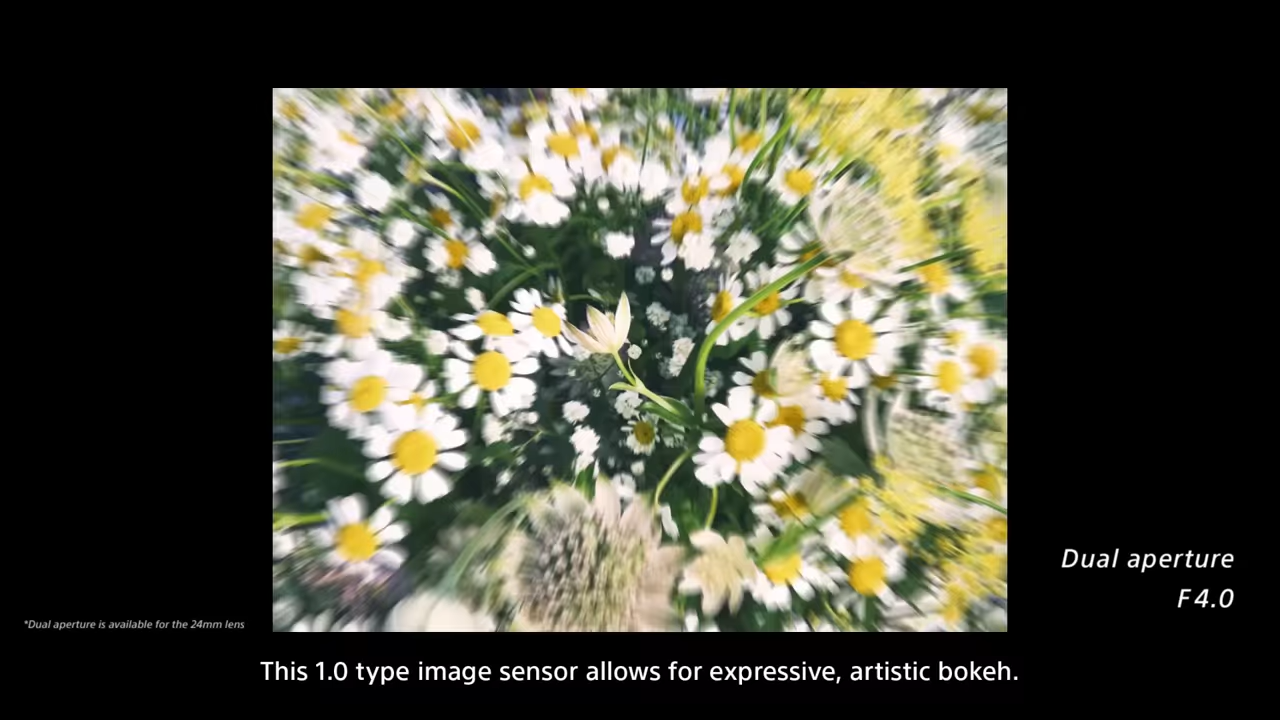 Dual aperture
F4.0
*Dual aperture is available for the 24mm lens
This 1.0 type image sensor allows for expressive, artistic bokeh.